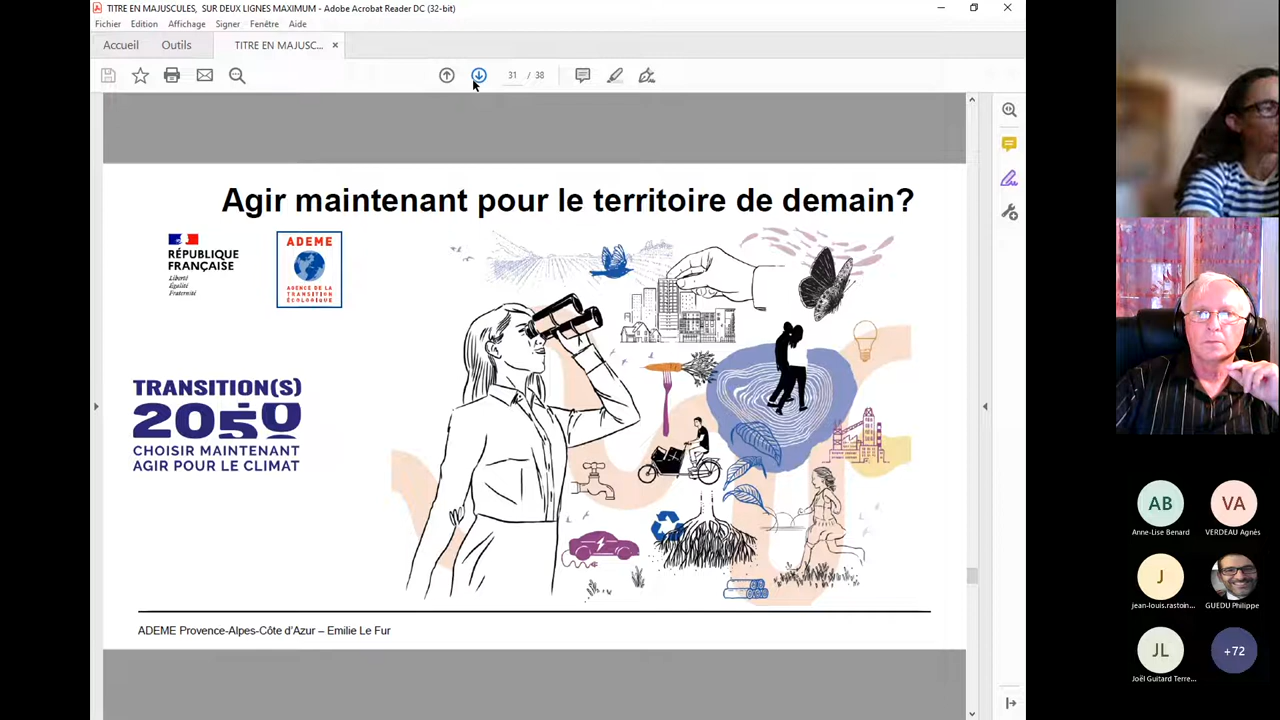 TITRE EN MAJUSCULES, SUR DEUX LIGNES MAXIMUM - Adobe Acrobat Reader DC (32-bit)
Fichier Edition Affichage Signer Fenêtre Aide
Accueil Outils TITRE EN MAJUSC... ×
31 / 38
Agir maintenant pour le territoire de demain?
RÉPUBLIQUE
FRANÇAISE
Liberté
Égalité
Fraternité
ADEME
AGENCE DE LA
TRANSITION
ÉCOLOGIQUE
TRANSITION(S)
2050
CHOISIR MAINTENANT
AGIR POUR LE CLIMAT
ADEME Provence-Alpes-Côte d'Azur – Emilie Le Fur
AB VA
Anne-Lise Benard VERDEAU Agnès
J
jean-louis.rastoin... GUEDU Philippe
JL +72
Joël Guitard Terre...